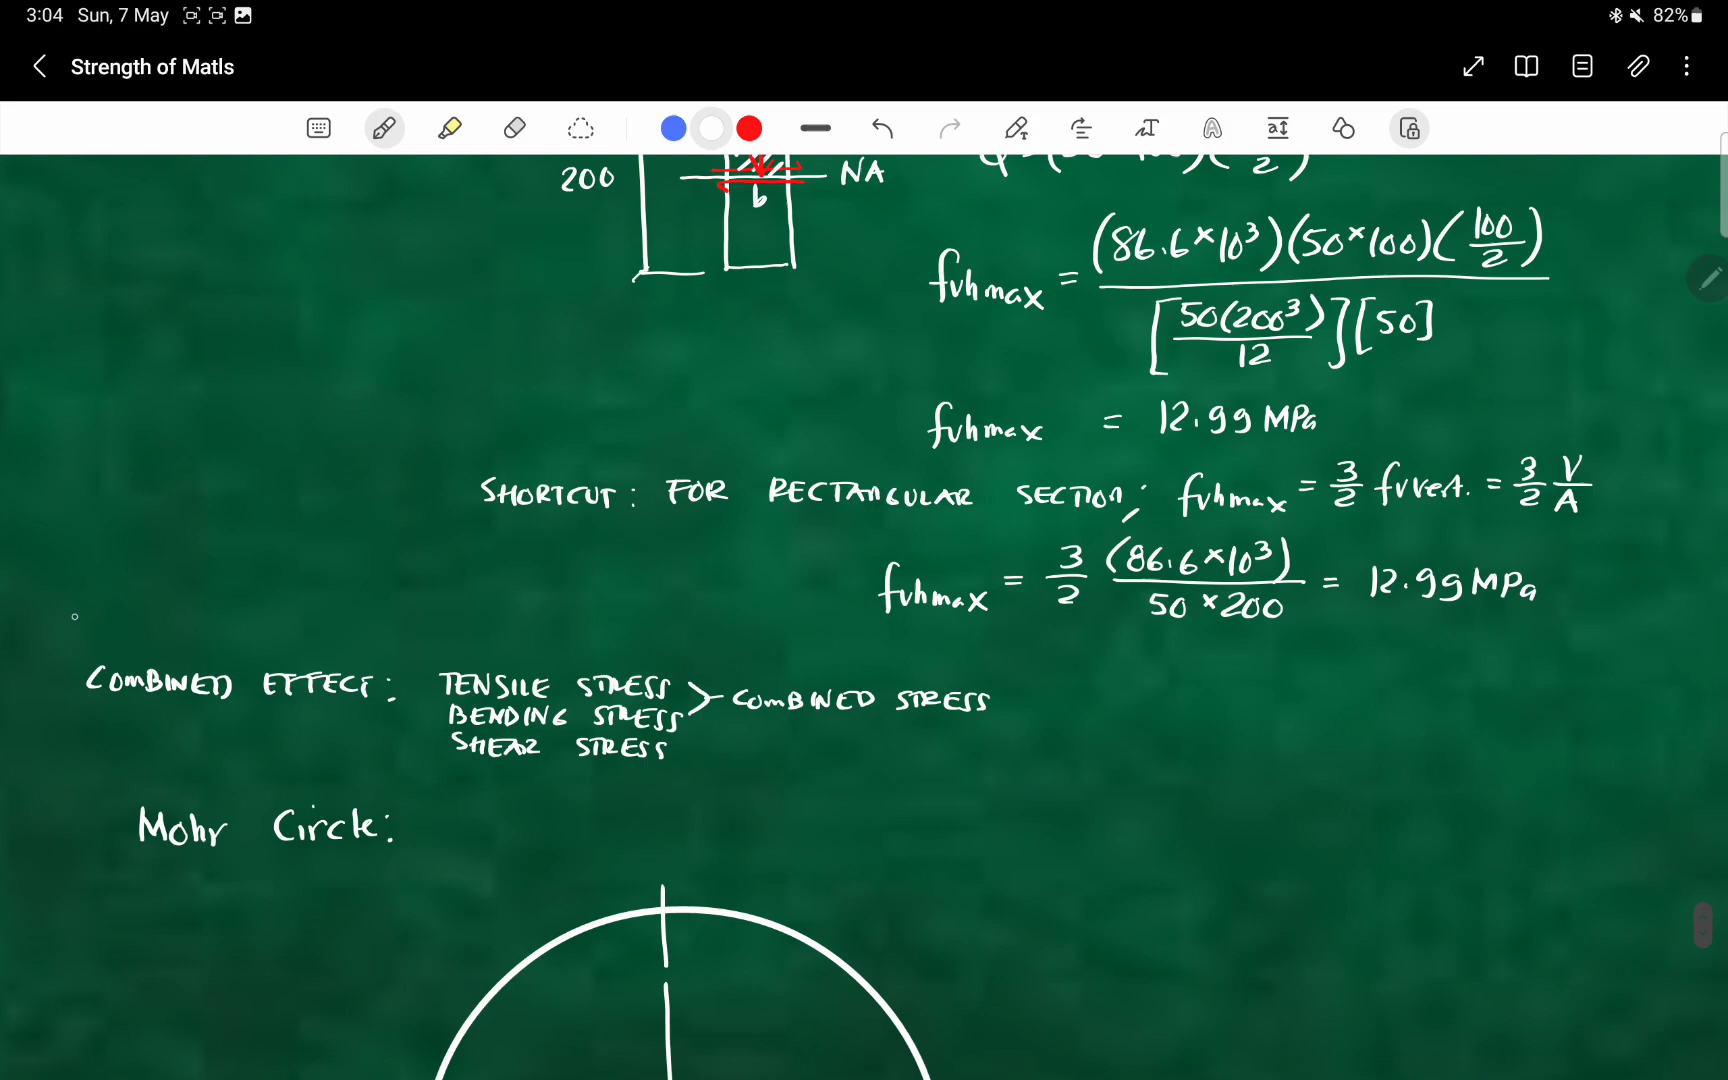 3:04 Sun, 7 May
82%
Strength of Matls
200
NA
b
2)
fvh max = (86.6×10³)(50×100)(100/2) / [50(200³)/12][50]
fvh max = 12.99 MPa
SHORTCUT: FOR RECTANGULAR SECTION; fvh max = 3/2 fv vert. = 3/2 V/A
fvh max = 3/2 (86.6×10³) / 50×200 = 12.99 MPa
COMBINED EFFECT: TENSILE STRESS
BENDING STRESS > COMBINED STRESS
SHEAR STRESS
Mohr Circle: